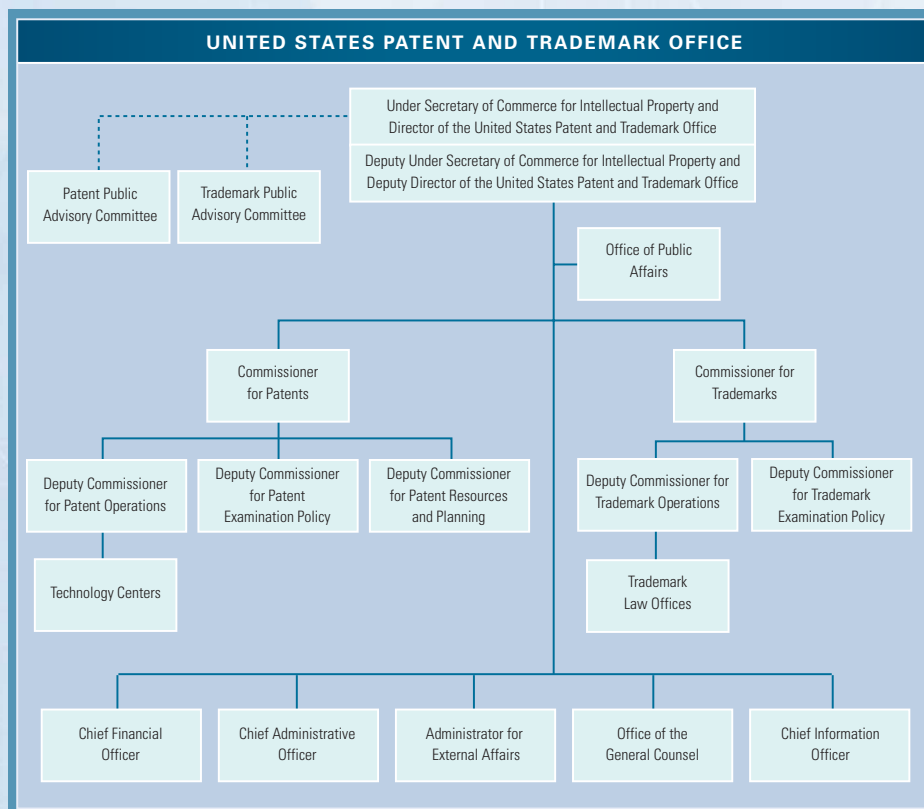 UNITED STATES PATENT AND TRADEMARK OFFICE
Under Secretary of Commerce for Intellectual Property and
Director of the United States Patent and Trademark Office
Deputy Under Secretary of Commerce for Intellectual Property and
Deputy Director of the United States Patent and Trademark Office
Patent Public
Advisory Committee
Trademark Public
Advisory Committee
Office of Public
Affairs
Commissioner
for Patents
Commissioner for
Trademarks
Deputy Commissioner
for Patent Operations
Deputy Commissioner
for Patent
Examination Policy
Deputy Commissioner
for Patent Resources
and Planning
Deputy Commissioner for
Trademark Operations
Deputy Commissioner
for Trademark
Examination Policy
Technology Centers
Trademark
Law Offices
Chief Financial
Officer
Chief Administrative
Officer
Administrator for
External Affairs
Office of the
General Counsel
Chief Information
Officer